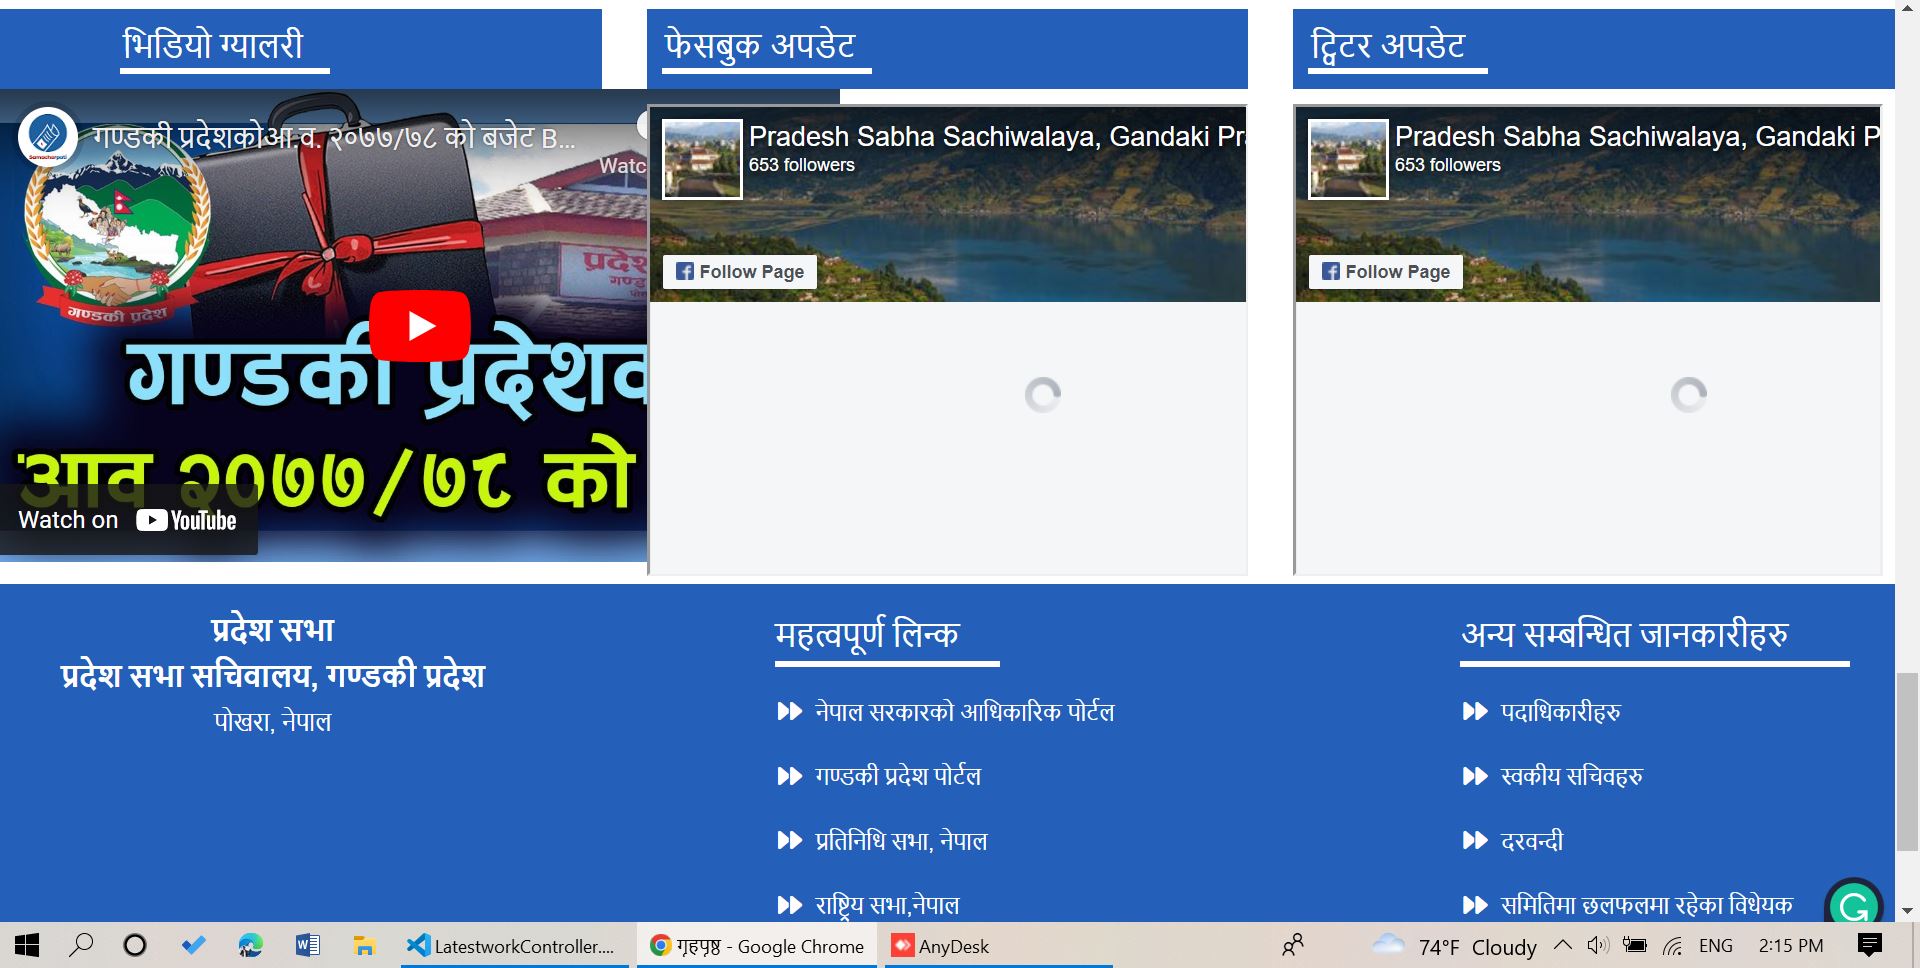 भिडियो ग्यालरी
फेसबुक अपडेट
ट्विटर अपडेट
गण्डकी प्रदेशकोआ.व. २०७७/७८ को बजेट B...
Samacharpati
Watc
गण्डकी प्रदेश
प्रदेश
गण्ड
गण्डकी प्रदेशक
आव २०७७/७८ को
Watch on YouTube
Pradesh Sabha Sachiwalaya, Gandaki Pra
653 followers
Follow Page
Pradesh Sabha Sachiwalaya, Gandaki P
653 followers
Follow Page
प्रदेश सभा
प्रदेश सभा सचिवालय, गण्डकी प्रदेश
पोखरा, नेपाल
महत्वपूर्ण लिन्क
नेपाल सरकारको आधिकारिक पोर्टल
गण्डकी प्रदेश पोर्टल
प्रतिनिधि सभा, नेपाल
राष्ट्रिय सभा,नेपाल
अन्य सम्बन्धित जानकारीहरु
पदाधिकारीहरु
स्वकीय सचिवहरु
दरवन्दी
समितिमा छलफलमा रहेका विधेयक
LatestworkController....
गृहपृष्ठ - Google Chrome
AnyDesk
74°F Cloudy
ENG
2:15 PM